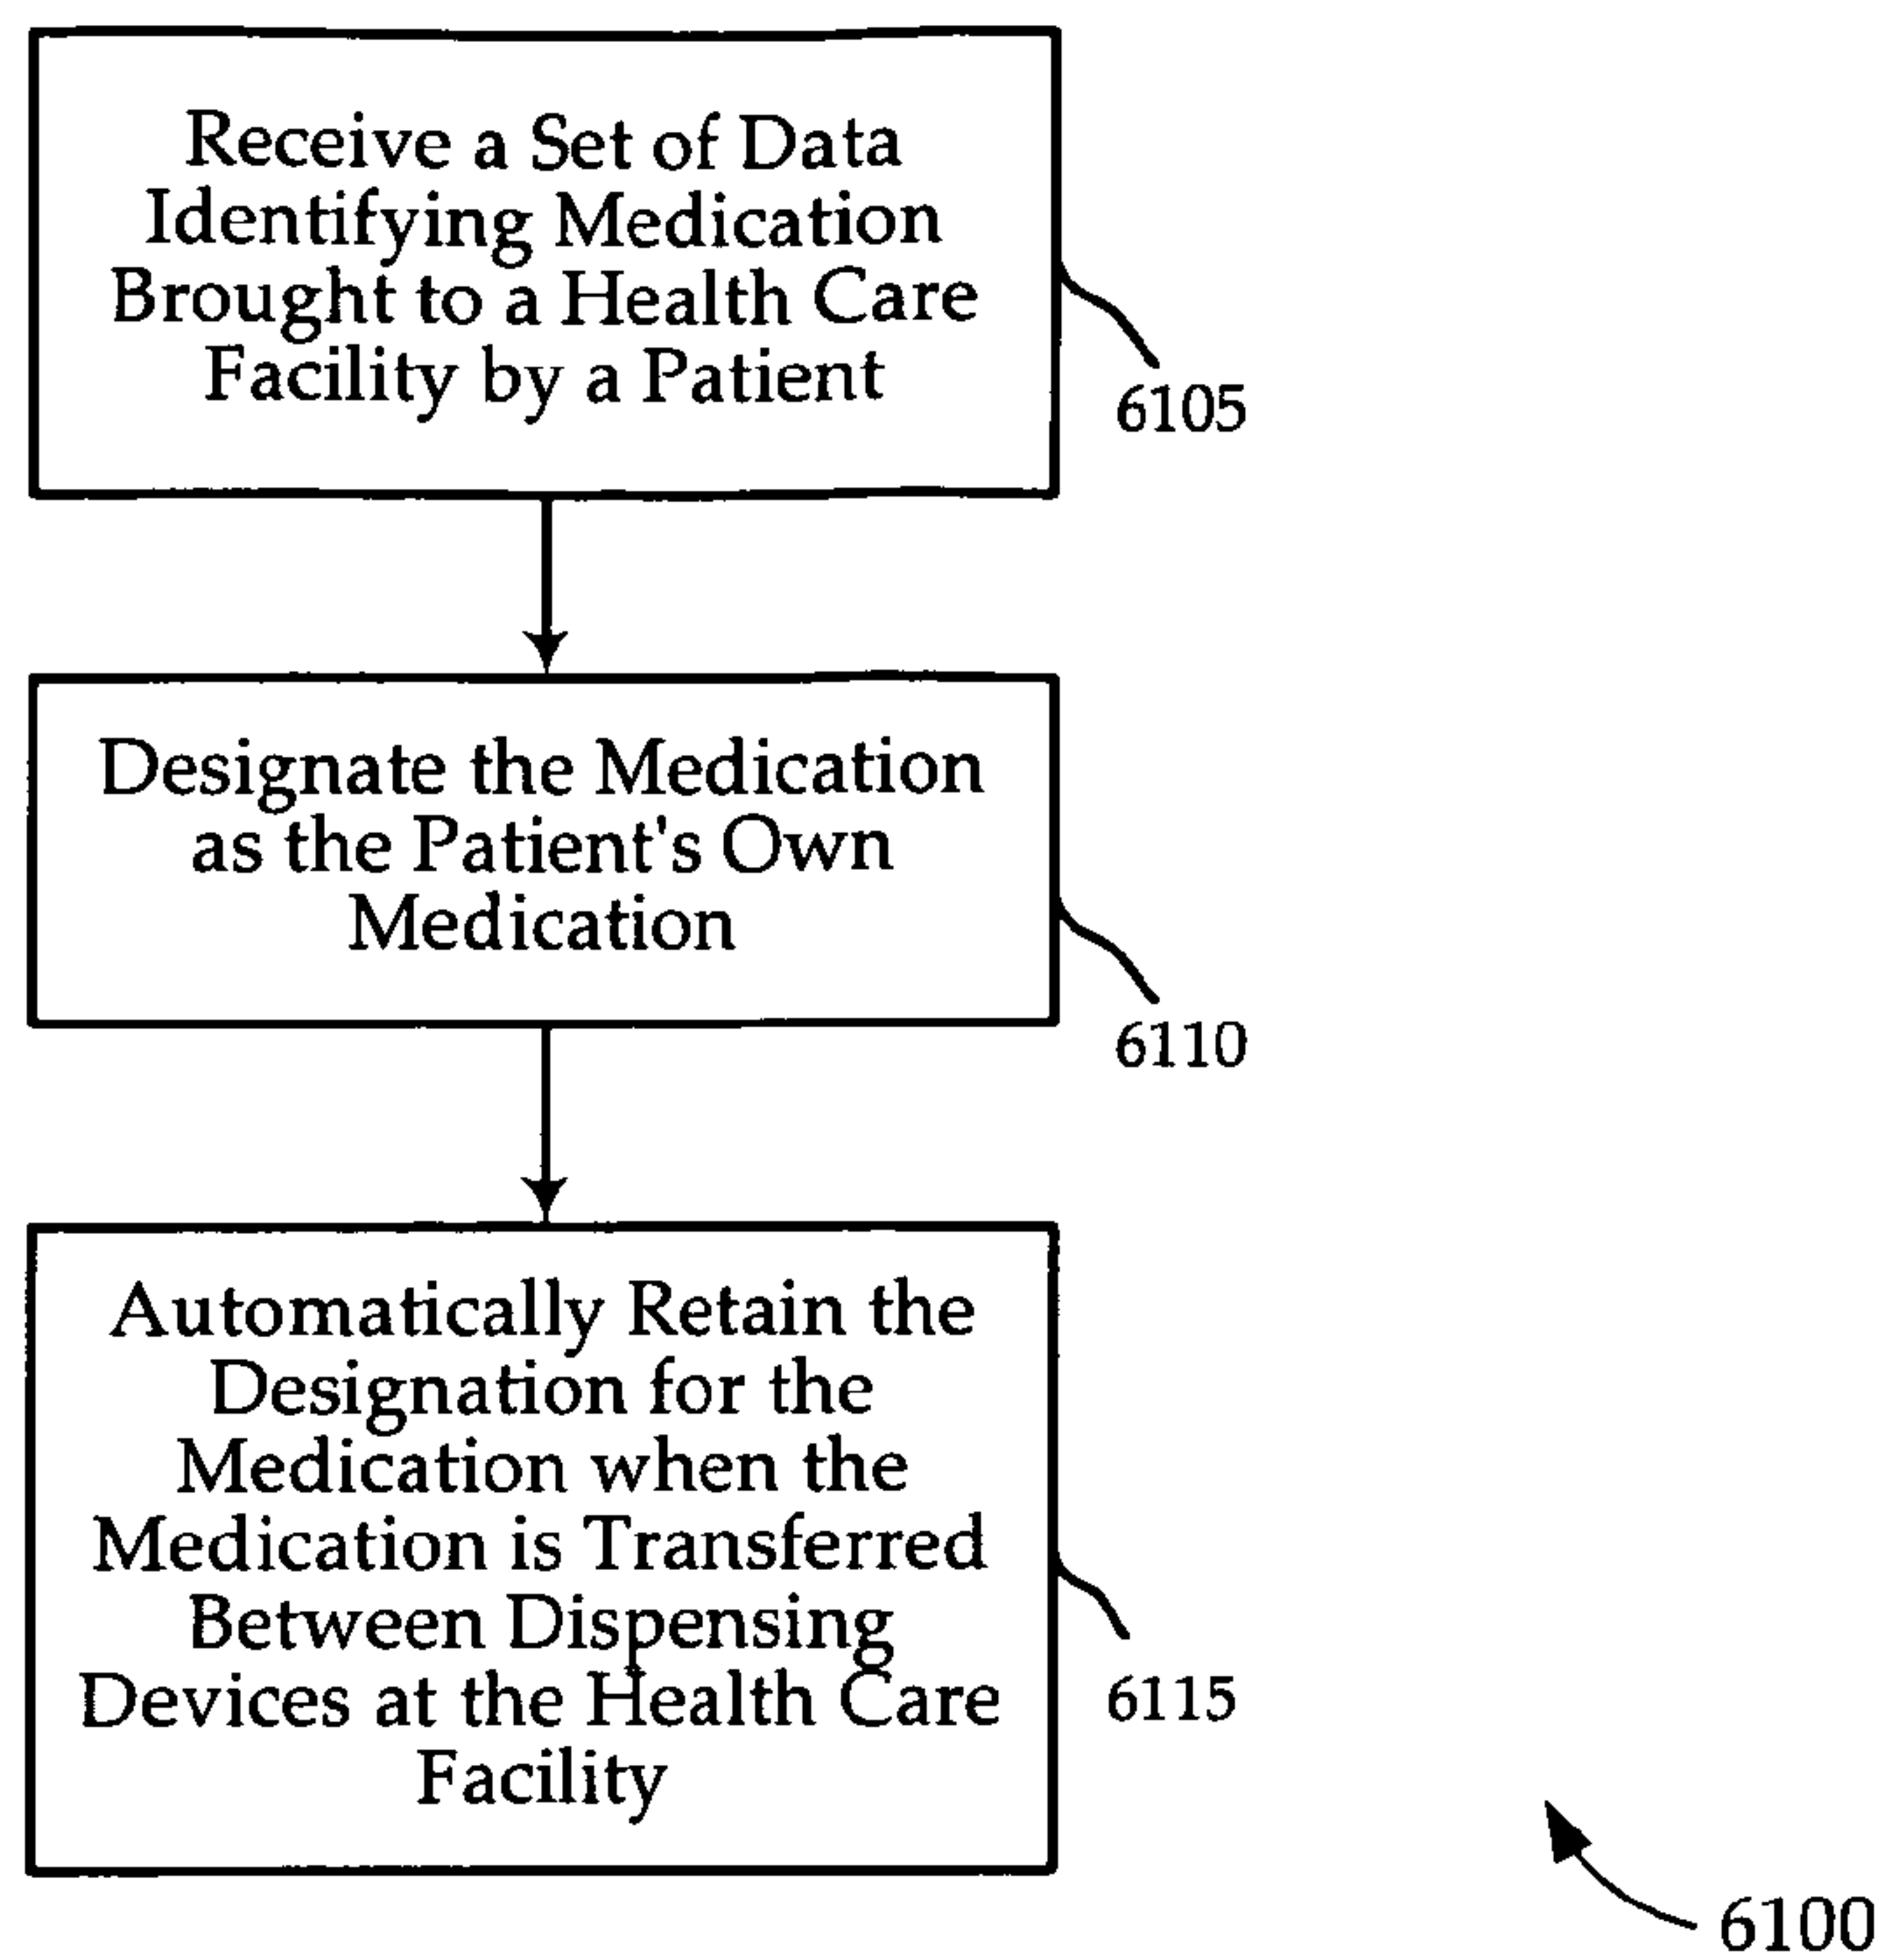 Receive a Set of Data
Identifying Medication
Brought to a Health Care
Facility by a Patient
6105
Designate the Medication
as the Patient's Own
Medication
6110
Automatically Retain the
Designation for the
Medication when the
Medication is Transferred
Between Dispensing
Devices at the Health Care
Facility
6115
6100